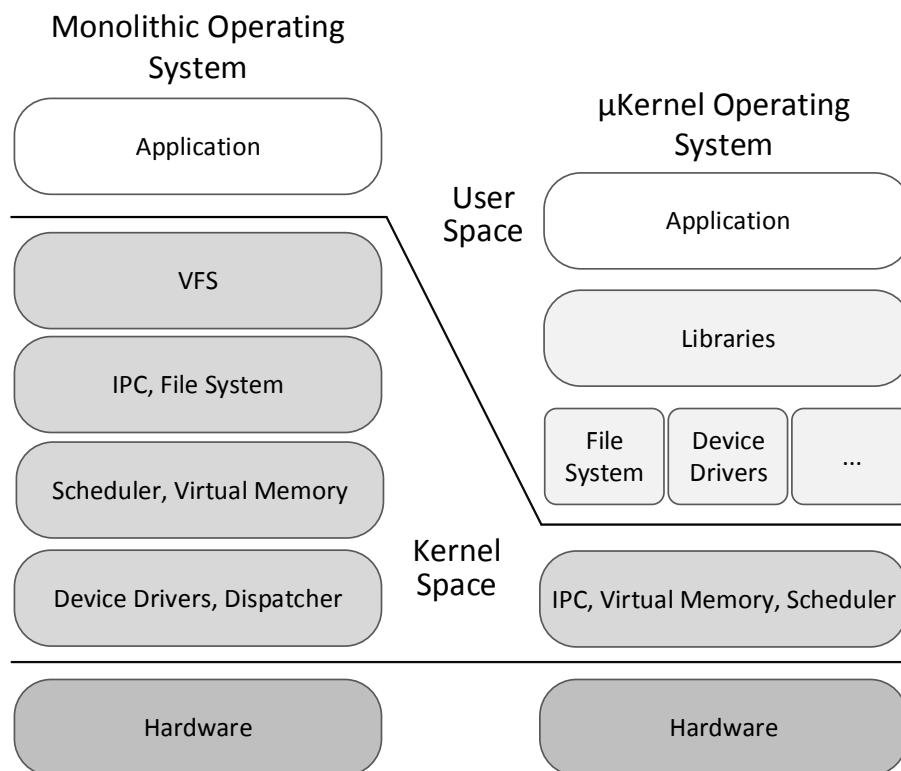 Monolithic Operating
System
Application
VFS
IPC, File System
Scheduler, Virtual Memory
Device Drivers, Dispatcher
Hardware
User
Space
Kernel
Space
µKernel Operating
System
Application
Libraries
File
System
Device
Drivers
...
IPC, Virtual Memory, Scheduler
Hardware